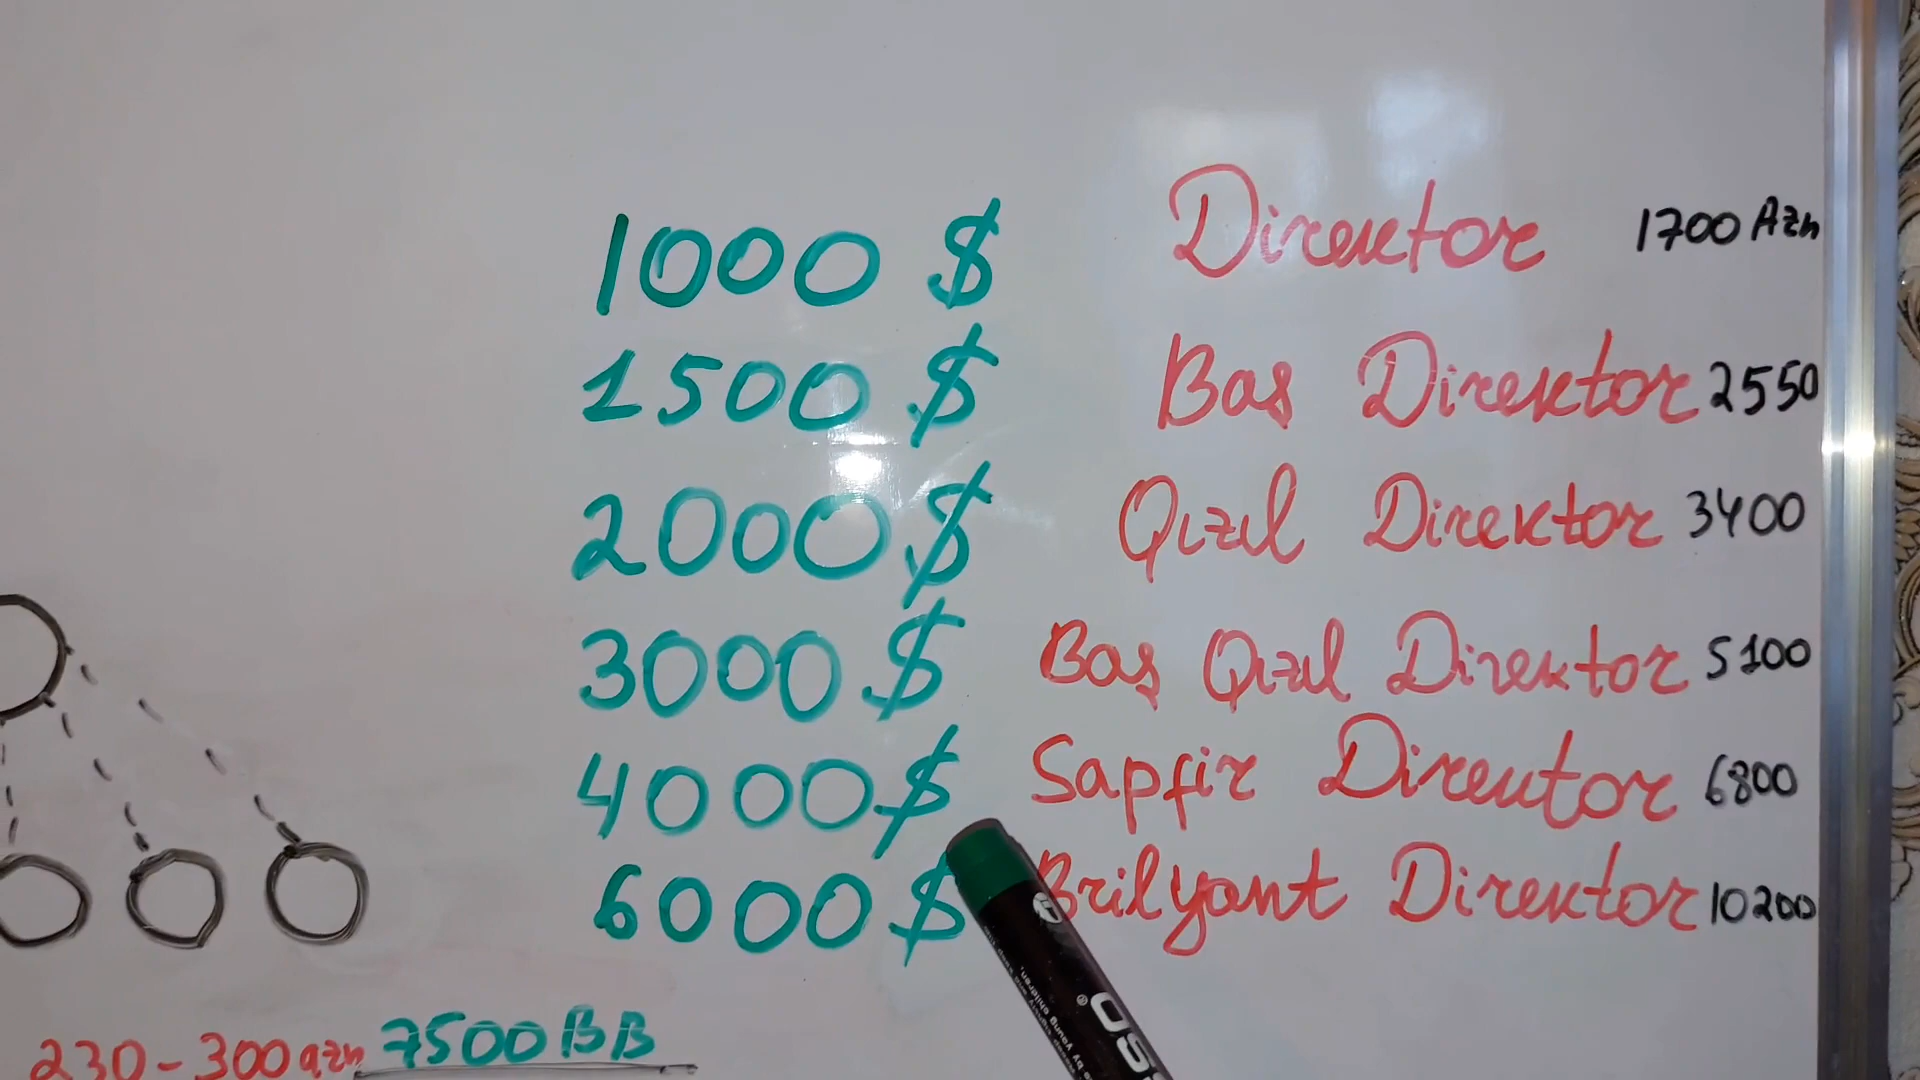 1000 $ Direktor 1700 Azn
1500 $ Baş Direktor 2550
2000 $ Qızıl Direktor 3400
3000 $ Baş Qızıl Direktor 5100
4000 $ Sapfir Direktor 6800
6000 $ Brilyant Direktor 10200
230-300 azn 7500 BB